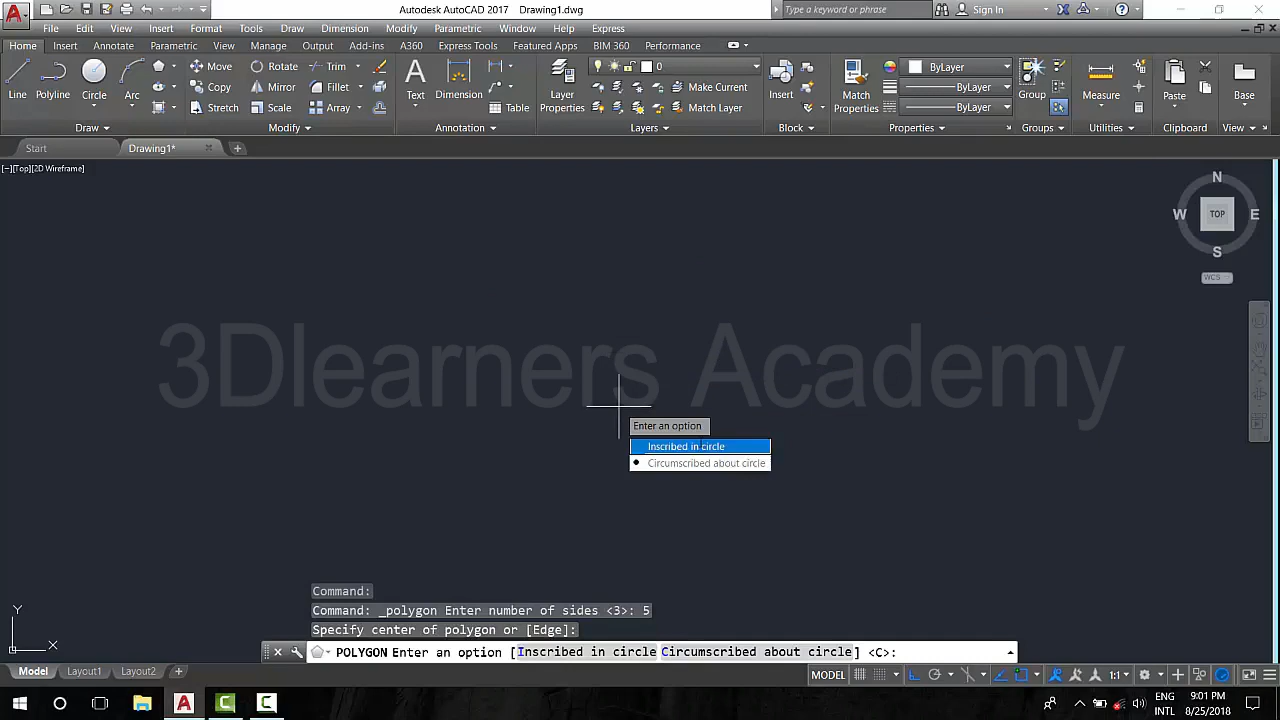 Autodesk AutoCAD 2017 Drawing1.dwg
Type a keyword or phrase
Sign In
File Edit View Insert Format Tools Draw Dimension Modify Parametric Window Help Express
Home Insert Annotate Parametric View Manage Output Add-ins A360 Express Tools Featured Apps BIM 360 Performance
Line Polyline Circle Arc
Move Rotate Trim
Copy Mirror Fillet
Stretch Scale Array
Text Dimension Table
Layer Properties
0
Make Current
Match Layer
Insert
Match Properties
ByLayer
ByLayer
ByLayer
Group
Measure
Paste
Base
Draw Modify Annotation Layers Block Properties Groups Utilities Clipboard View
Start Drawing1*
[−][Top][2D Wireframe]
N
W TOP E
S
WCS
3Dlearners Academy
Enter an option
Inscribed in circle
Circumscribed about circle
Command:
Command: _polygon Enter number of sides <3>: 5
Specify center of polygon or [Edge]:
POLYGON Enter an option [Inscribed in circle Circumscribed about circle] <C>:
Y
X
Model Layout1 Layout2
MODEL
1:1
ENG
INTL
9:01 PM
8/25/2018